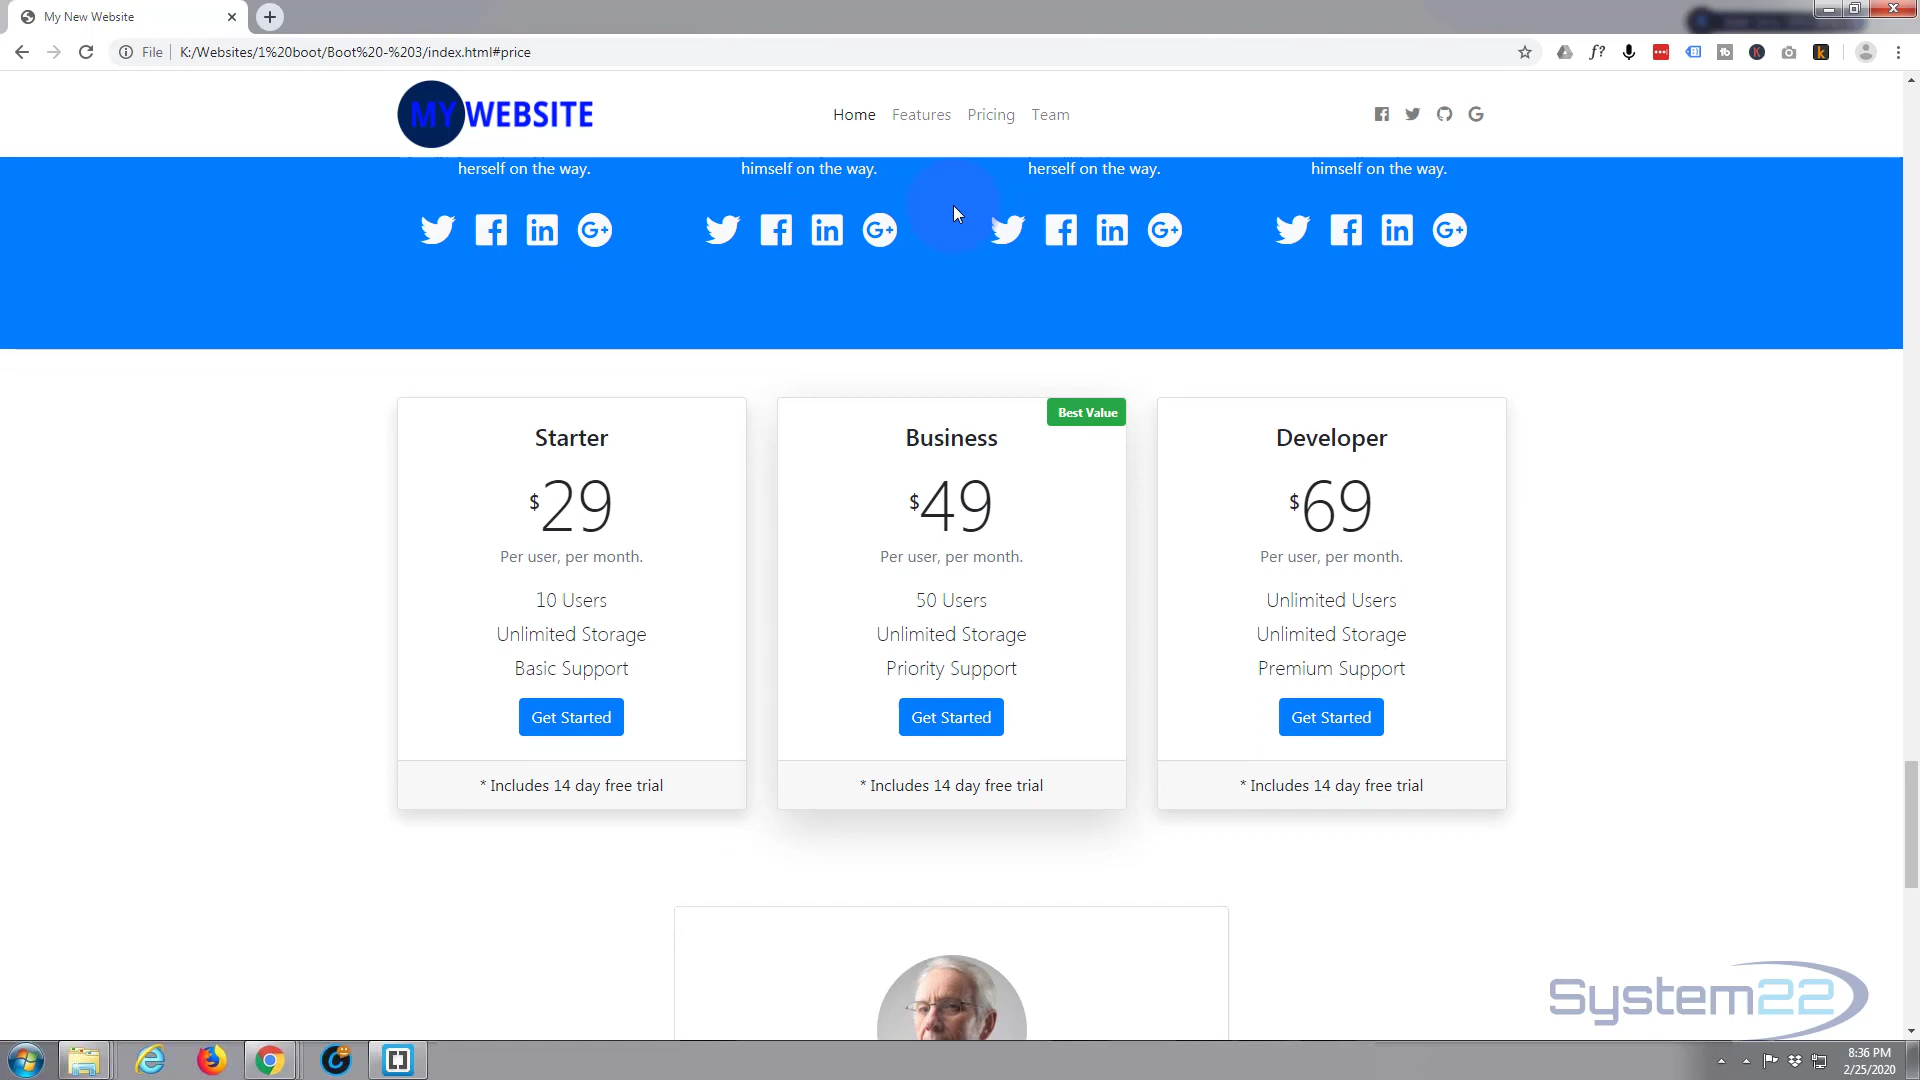 My New Website
File K:/Websites/1%20boot/Boot%20-%203/index.html#price
MY WEBSITE
Home Features Pricing Team
herself on the way. himself on the way. herself on the way. himself on the way.
Best Value
Starter Business Developer
$29 $49 $69
Per user, per month. Per user, per month. Per user, per month.
10 Users 50 Users Unlimited Users
Unlimited Storage Unlimited Storage Unlimited Storage
Basic Support Priority Support Premium Support
Get Started Get Started Get Started
* Includes 14 day free trial * Includes 14 day free trial * Includes 14 day free trial
System22
8:36 PM
2/25/2020